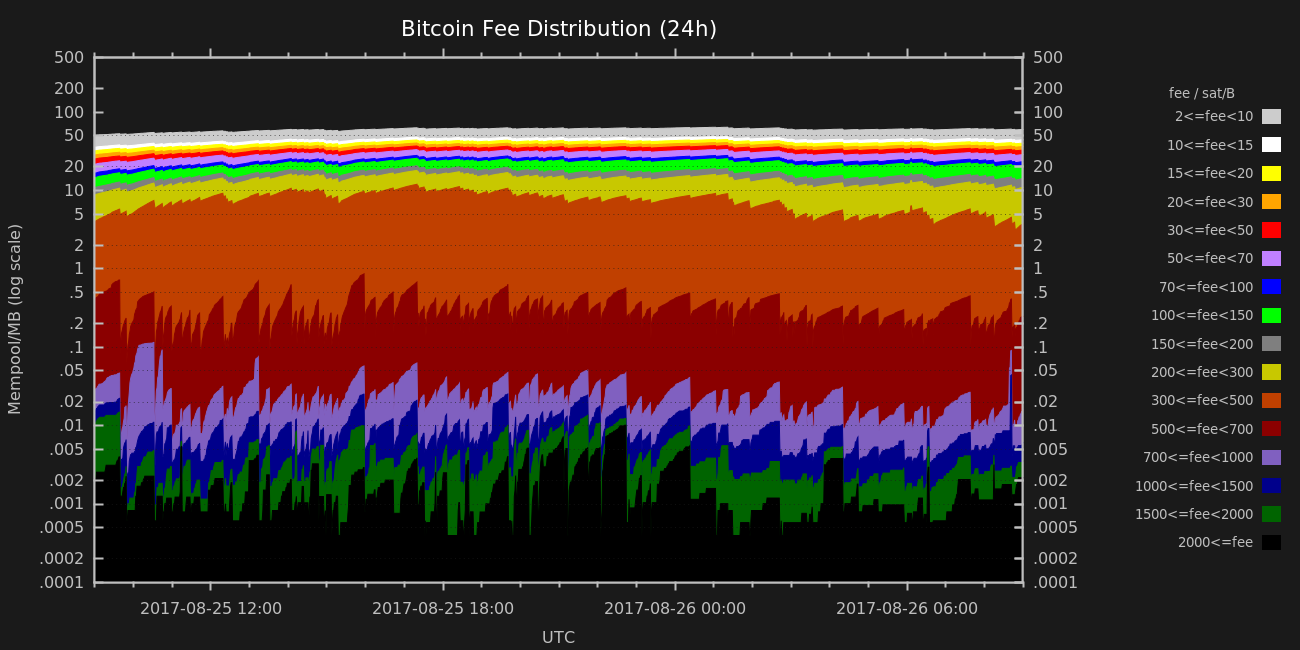 Bitcoin Fee Distribution (24h)
500
200
100
50
20
10
5
2
1
.5
.2
.1
.05
.02
.01
.005
.002
.001
.0005
.0002
.0001
Mempool/MB (log scale)
500
200
100
50
20
10
5
2
1
.5
.2
.1
.05
.02
.01
.005
.002
.001
.0005
.0002
.0001
2017-08-25 12:00
2017-08-25 18:00
2017-08-26 00:00
2017-08-26 06:00
UTC
fee / sat/B
2<=fee<10
10<=fee<15
15<=fee<20
20<=fee<30
30<=fee<50
50<=fee<70
70<=fee<100
100<=fee<150
150<=fee<200
200<=fee<300
300<=fee<500
500<=fee<700
700<=fee<1000
1000<=fee<1500
1500<=fee<2000
2000<=fee